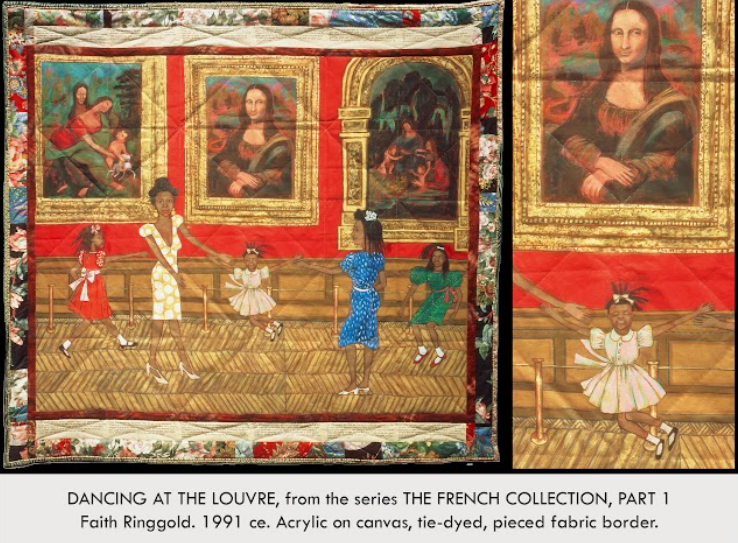 DANCING AT THE LOUVRE, from the series THE FRENCH COLLECTION, PART 1
Faith Ringgold. 1991 ce. Acrylic on canvas, tie-dyed, pieced fabric border.